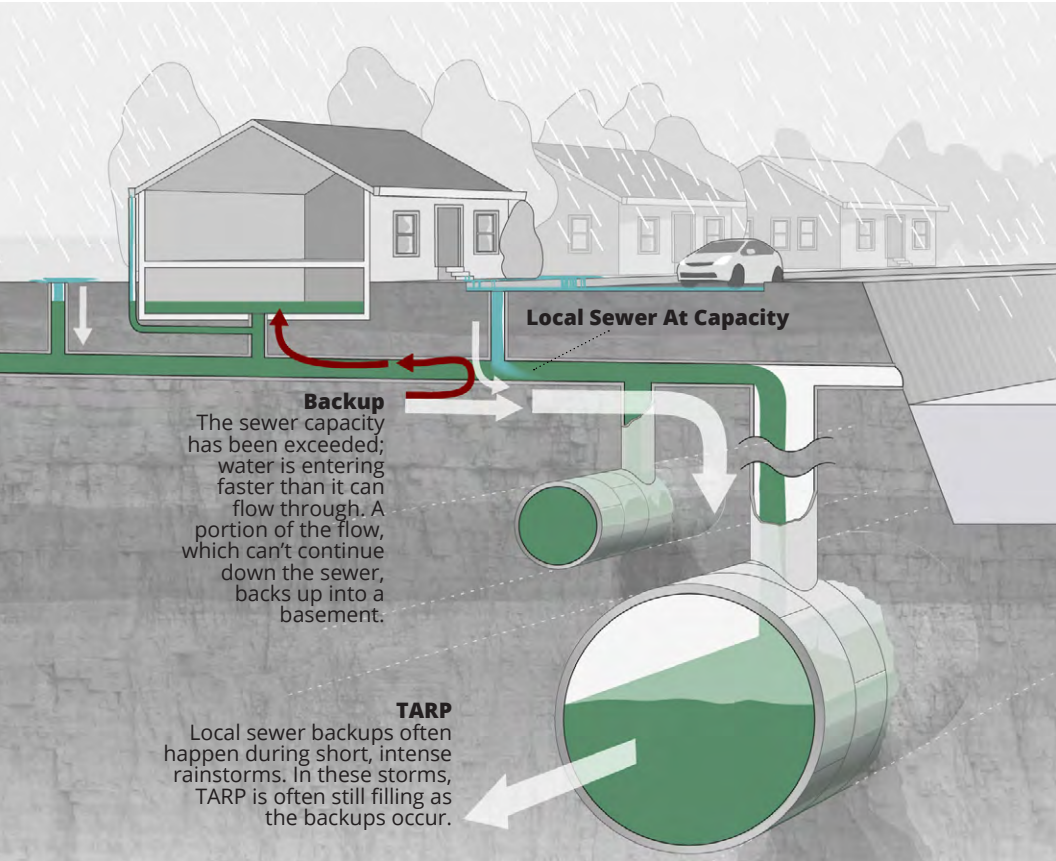 Local Sewer At Capacity
Backup
The sewer capacity
has been exceeded;
water is entering
faster than it can
flow through. A
portion of the flow,
which can’t continue
down the sewer,
backs up into a
basement.
TARP
Local sewer backups often
happen during short, intense
rainstorms. In these storms,
TARP is often still filling as
the backups occur.